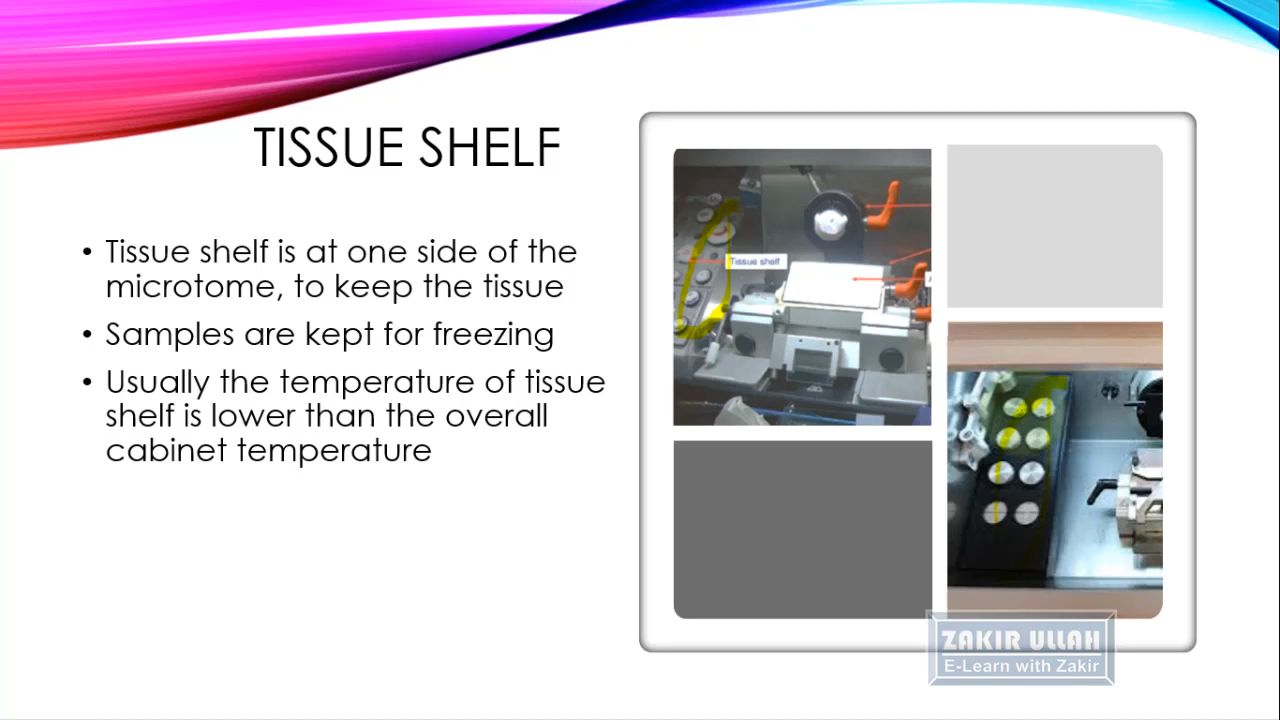 TISSUE SHELF
• Tissue shelf is at one side of the
microtome, to keep the tissue
• Samples are kept for freezing
• Usually the temperature of tissue
shelf is lower than the overall
cabinet temperature
Tissue shelf
ZAKIR ULLAH
E-Learn with Zakir